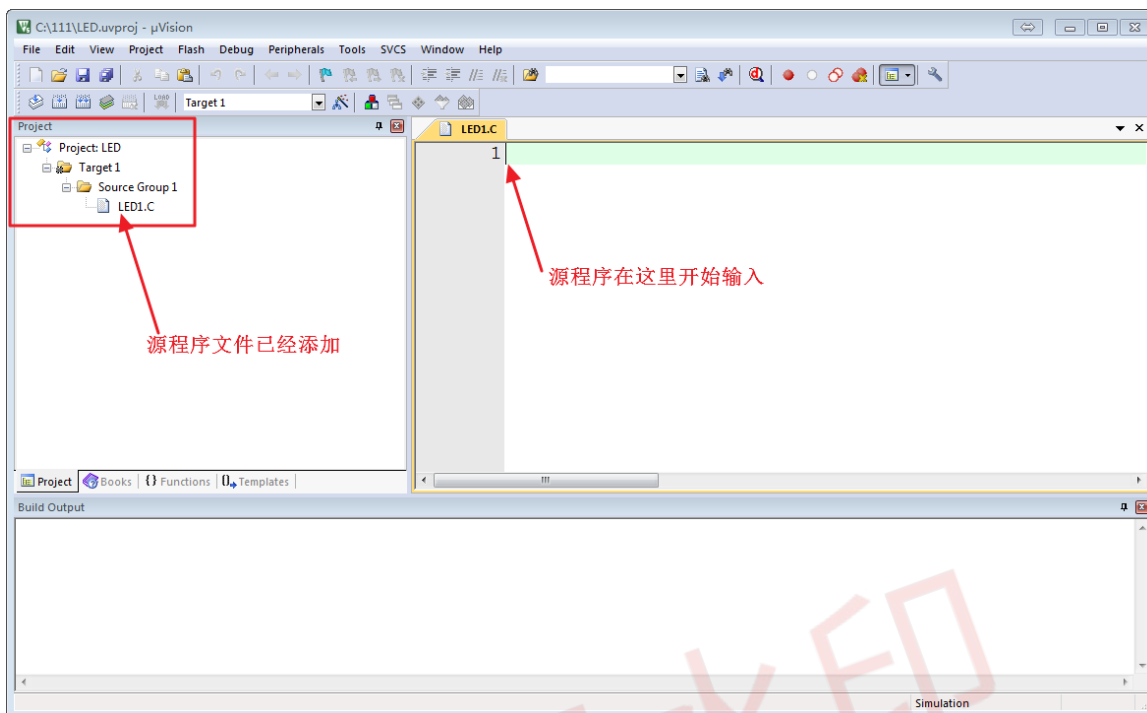 C:\111\LED.uvproj - µVision
File Edit View Project Flash Debug Peripherals Tools SVCS Window Help
LOAD Target 1
Project
LED1.C
Project: LED
1
Target 1
Source Group 1
LED1.C
源程序在这里开始输入
源程序文件已经添加
Project Books {} Functions Templates
Build Output
Simulation